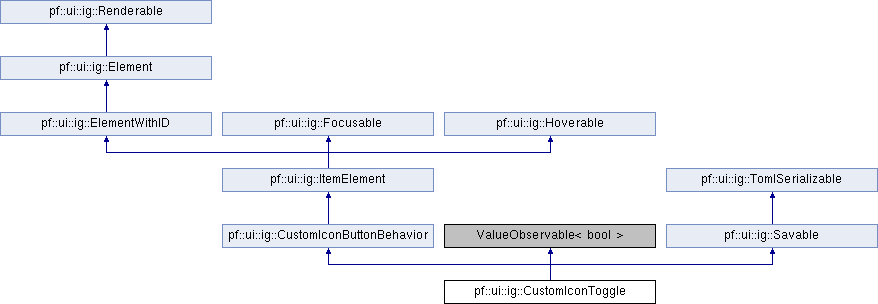 pf::ui::ig::Renderable
pf::ui::ig::Element
pf::ui::ig::ElementWithID
pf::ui::ig::Focusable
pf::ui::ig::Hoverable
pf::ui::ig::ItemElement
pf::ui::ig::TomlSerializable
pf::ui::ig::CustomIconButtonBehavior
ValueObservable< bool >
pf::ui::ig::Savable
pf::ui::ig::CustomIconToggle